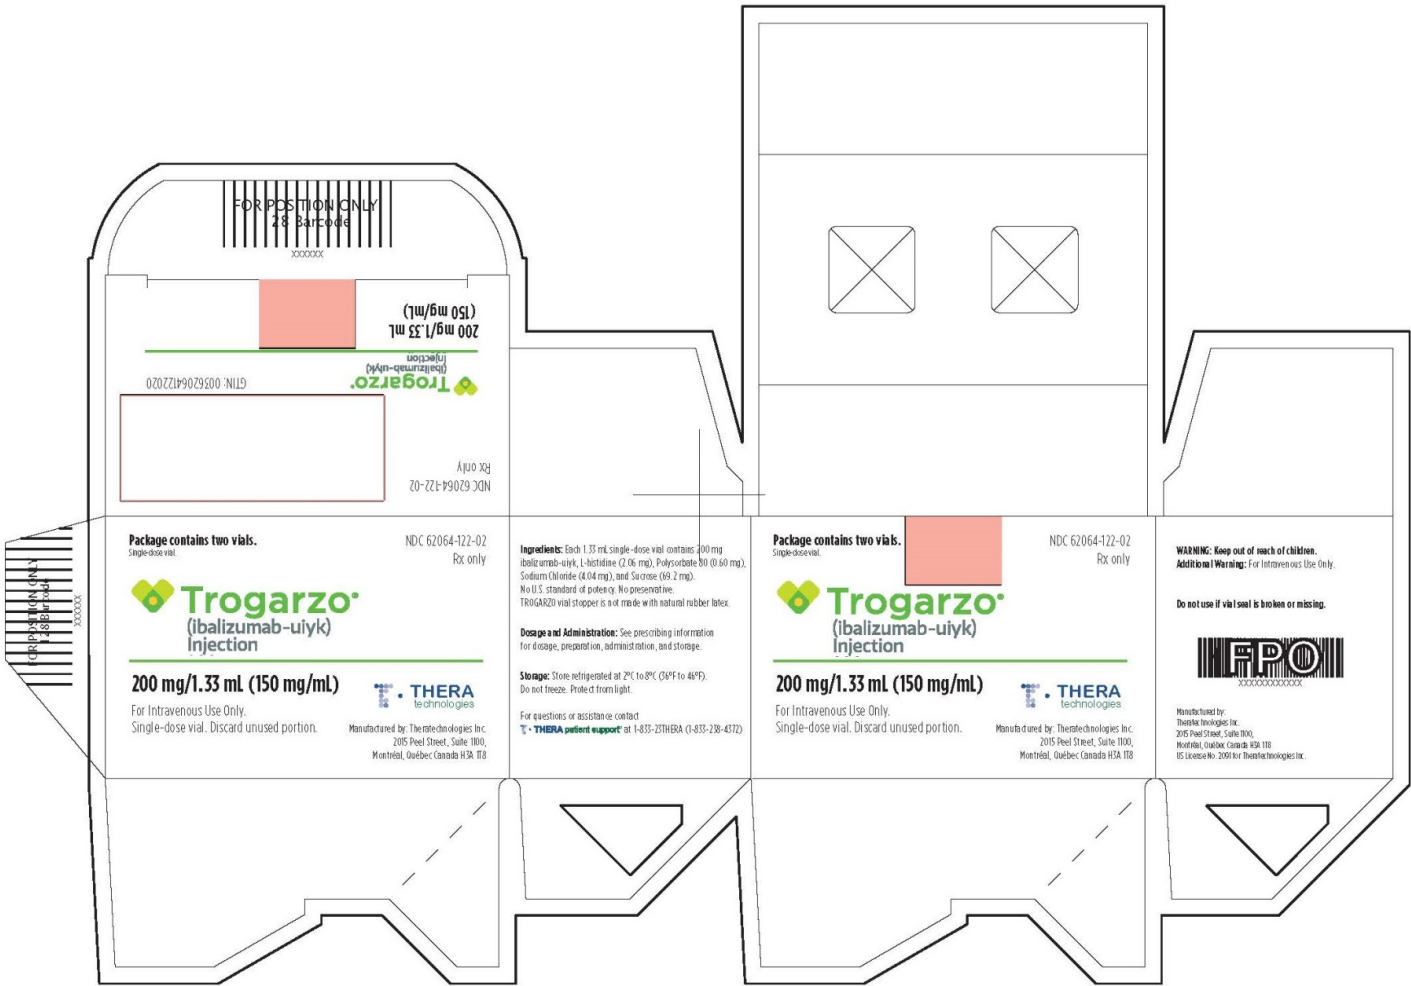 FOR POSITION ONLY
28 Barcode
XXXXXX
200 mg/1.33 mL
(150 mg/mL)
Trogarzo®
(ibalizumab-uiyk)
Injection
GTIN: 00362064122020
NDC 62064-122-02
Rx only
FOR POSITION ONLY
128 Barcode
XXXXXX
Package contains two vials.
Single-dose vial.
NDC 62064-122-02
Rx only
Trogarzo®
(ibalizumab-uiyk)
Injection
200 mg/1.33 mL (150 mg/mL)
THERA
technologies
For Intravenous Use Only.
Single-dose vial. Discard unused portion.
Manufactured by: Theratechnologies Inc.
2015 Peel Street, Suite 1100,
Montréal, Québec Canada H3A 1T8
Ingredients: Each 1.33 mL single-dose vial contains 200 mg
ibalizumab-uiyk, L-histidine (2.06 mg), Polysorbate 80 (0.60 mg),
Sodium Chloride (4.04 mg), and Sucrose (69.2 mg).
No U.S. standard of potency. No preservative.
TROGARZO vial stopper is not made with natural rubber latex.
Dosage and Administration: See prescribing information
for dosage, preparation, administration, and storage.
Storage: Store refrigerated at 2°C to 8°C (36°F to 46°F).
Do not freeze. Protect from light.
For questions or assistance contact
THERA patient support® at 1-833-23THERA (1-833-238-4372)
Package contains two vials.
Single-dose vial.
NDC 62064-122-02
Rx only
Trogarzo®
(ibalizumab-uiyk)
Injection
200 mg/1.33 mL (150 mg/mL)
THERA
technologies
For Intravenous Use Only.
Single-dose vial. Discard unused portion.
Manufactured by: Theratechnologies Inc.
2015 Peel Street, Suite 1100,
Montréal, Québec Canada H3A 1T8
WARNING: Keep out of reach of children.
Additional Warning: For Intravenous Use Only.
Do not use if vial seal is broken or missing.
FPO
XXXXXXXXXXXX
Manufactured by:
Theratechnologies Inc.
2015 Peel Street, Suite 1100,
Montréal, Québec Canada H3A 1T8
US License No. 2091 for Theratechnologies Inc.